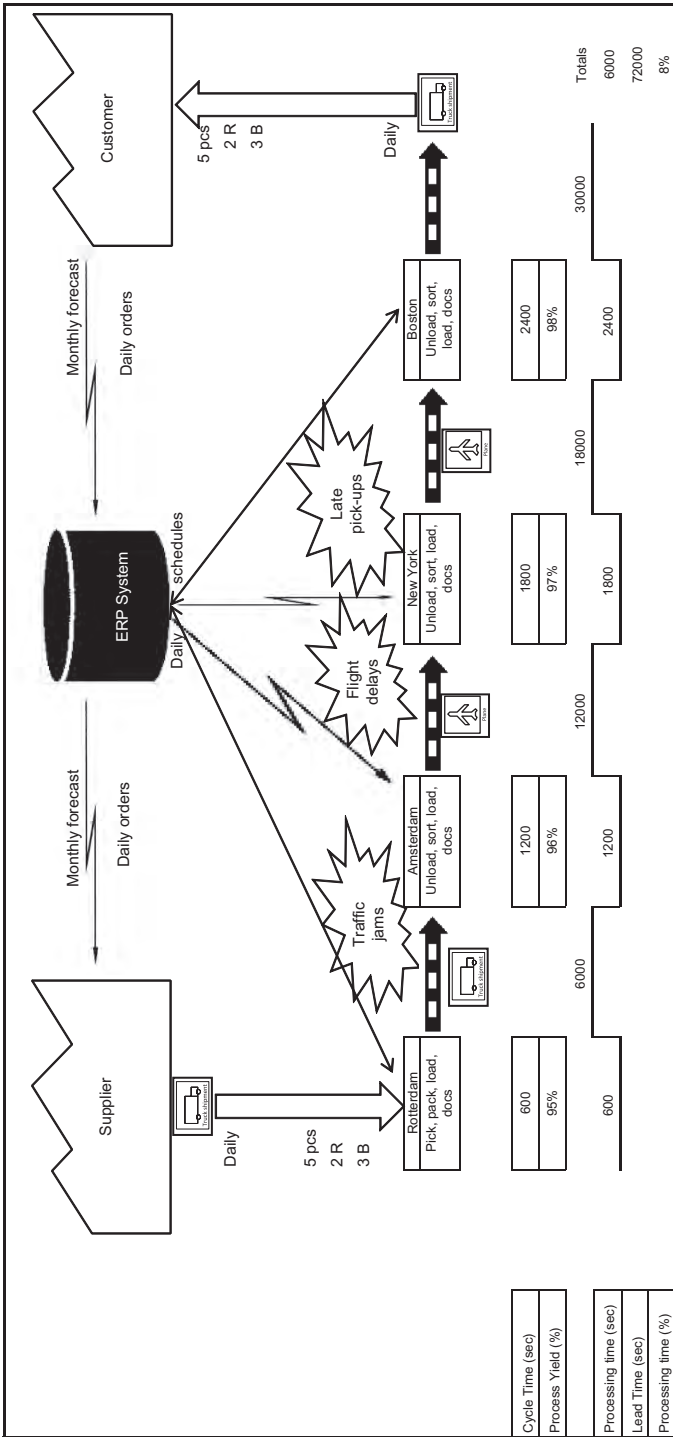 Supplier
Monthly forecast
Daily orders
ERP System
Monthly forecast
Daily orders
Customer
Truck shipment
Daily
5 pcs
2 R
3 B
Daily
schedules
5 pcs
2 R
3 B
Daily
Truck shipment
Traffic
jams
Flight
delays
Late
pick-ups
Rotterdam
Pick, pack, load,
docs
Truck shipment
Amsterdam
Unload, sort, load,
docs
Plane
New York
Unload, sort, load,
docs
Plane
Boston
Unload, sort,
load, docs
Cycle Time (sec)
600
1200
1800
2400
Process Yield (%)
95%
96%
97%
98%
6000
12000
18000
30000
Totals
Processing time (sec)
600
1200
1800
2400
6000
Lead Time (sec)
72000
Processing time (%)
8%